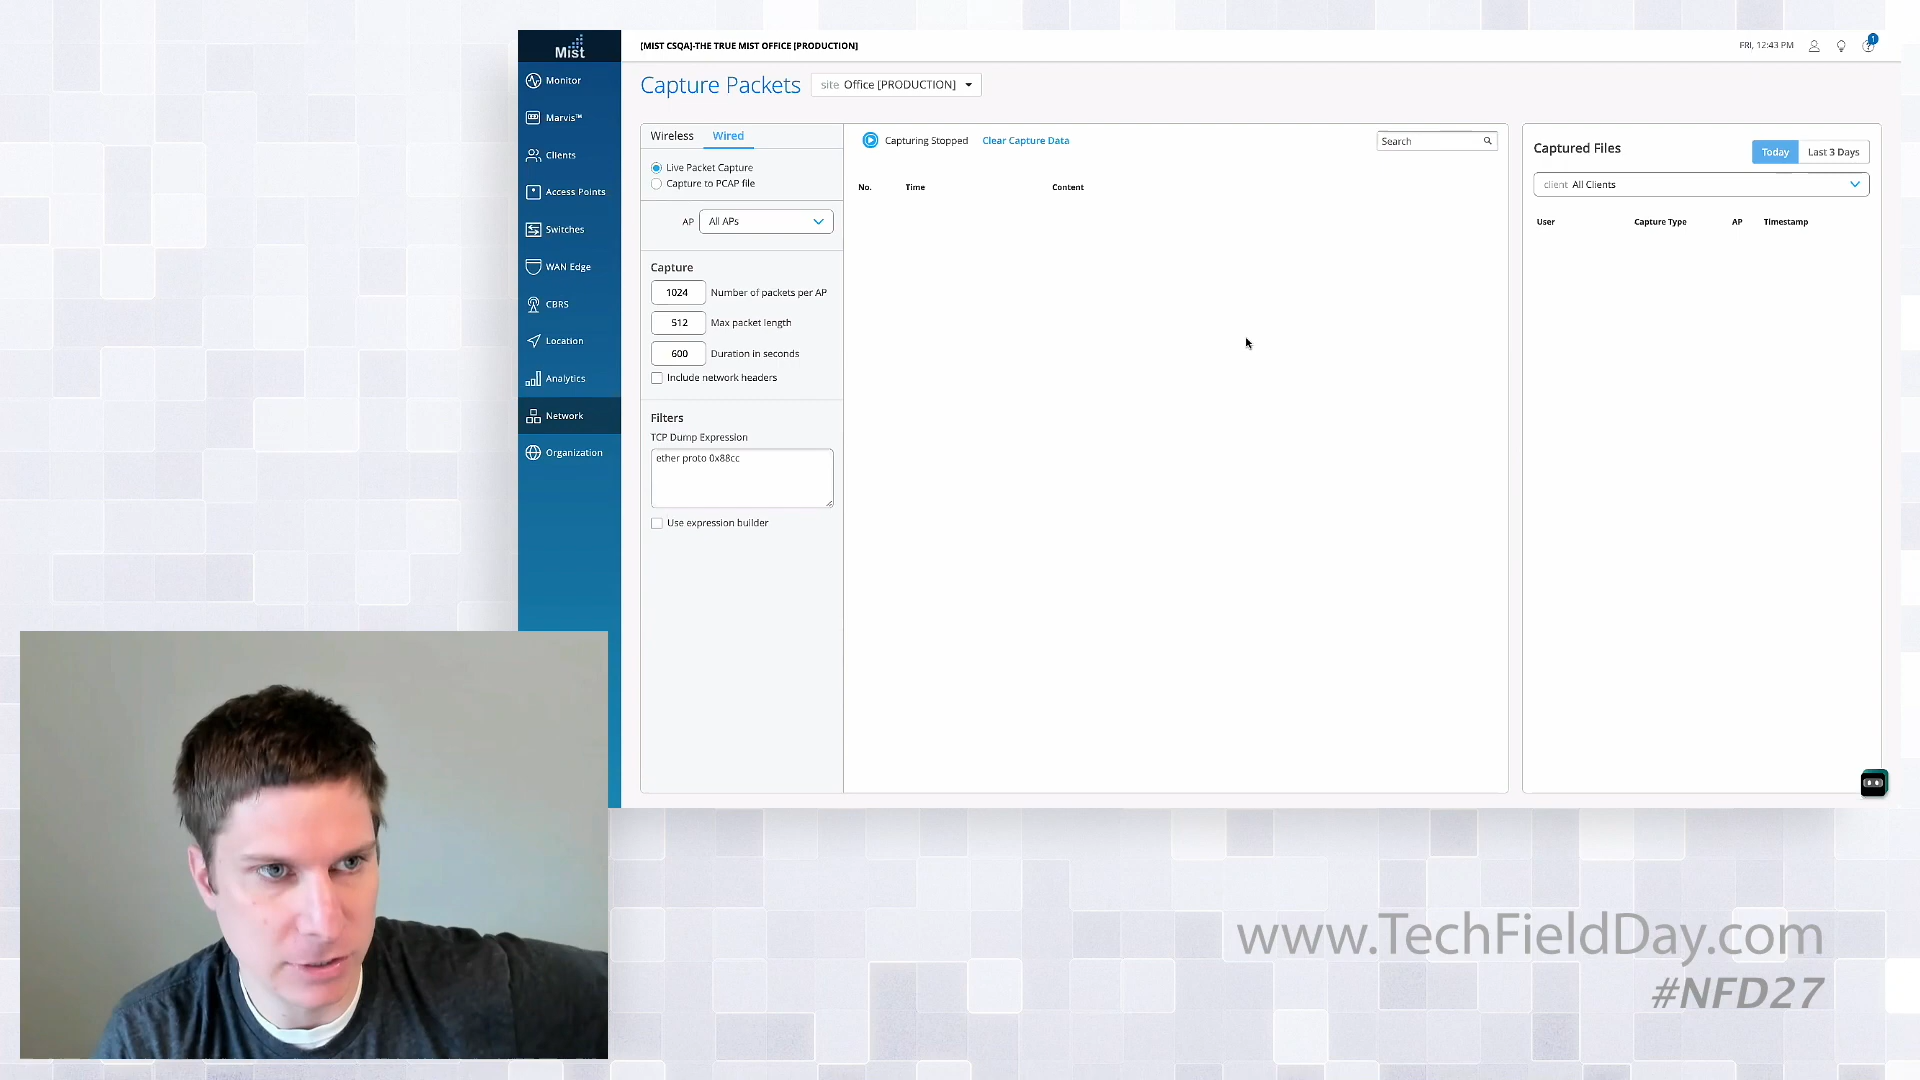 Mist
[MIST CSQA]-THE TRUE MIST OFFICE [PRODUCTION]
FRI, 12:43 PM
1
Monitor
Marvis™
Clients
Access Points
Switches
WAN Edge
CBRS
Location
Analytics
Network
Organization
Capture Packets
site Office [PRODUCTION]
Wireless Wired
Live Packet Capture
Capture to PCAP file
AP All APs
Capture
1024 Number of packets per AP
512 Max packet length
600 Duration in seconds
Include network headers
Filters
TCP Dump Expression
ether proto 0x88cc
Use expression builder
Capturing Stopped Clear Capture Data
Search
No. Time Content
Captured Files
Today Last 3 Days
client All Clients
User Capture Type AP Timestamp
www.TechFieldDay.com
#NFD27